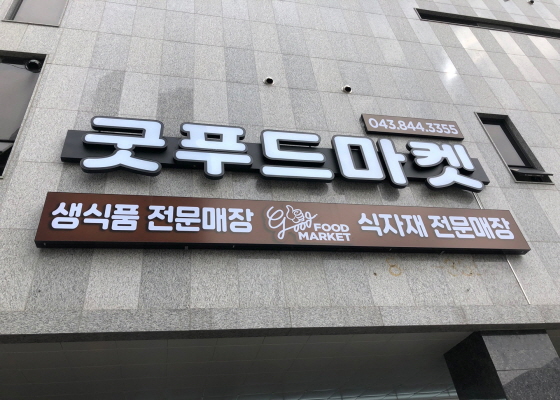 043.844.3355
굿푸드마켓
생식품 전문매장
Good
FOOD
MARKET
식자재 전문매장